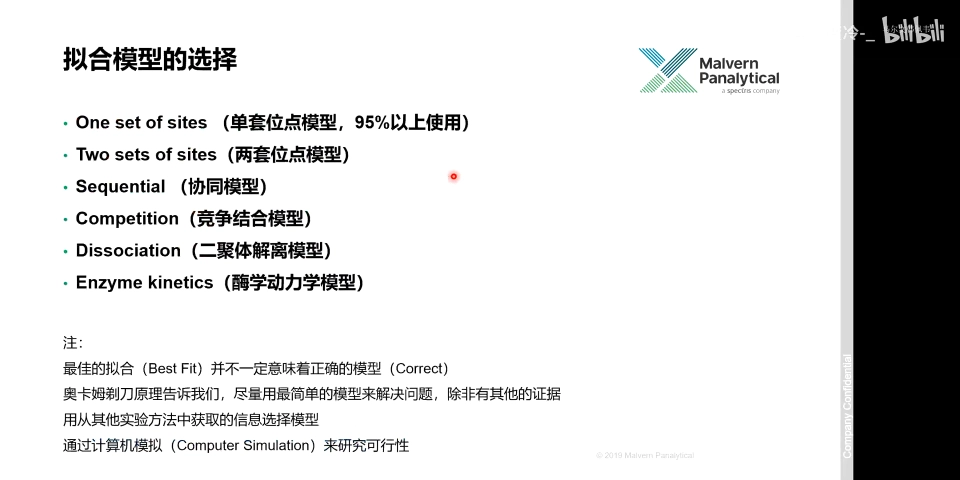 冷-_ bilibili
拟合模型的选择
Malvern
Panalytical
a spectris company
• One set of sites （单套位点模型，95%以上使用）
• Two sets of sites（两套位点模型）
• Sequential （协同模型）
• Competition（竞争结合模型）
• Dissociation（二聚体解离模型）
• Enzyme kinetics（酶学动力学模型）
注：
最佳的拟合（Best Fit）并不一定意味着正确的模型（Correct）
奥卡姆剃刀原理告诉我们，尽量用最简单的模型来解决问题，除非有其他的证据
用从其他实验方法中获取的信息选择模型
通过计算机模拟（Computer Simulation）来研究可行性
© 2019 Malvern Panalytical
Company Confidential